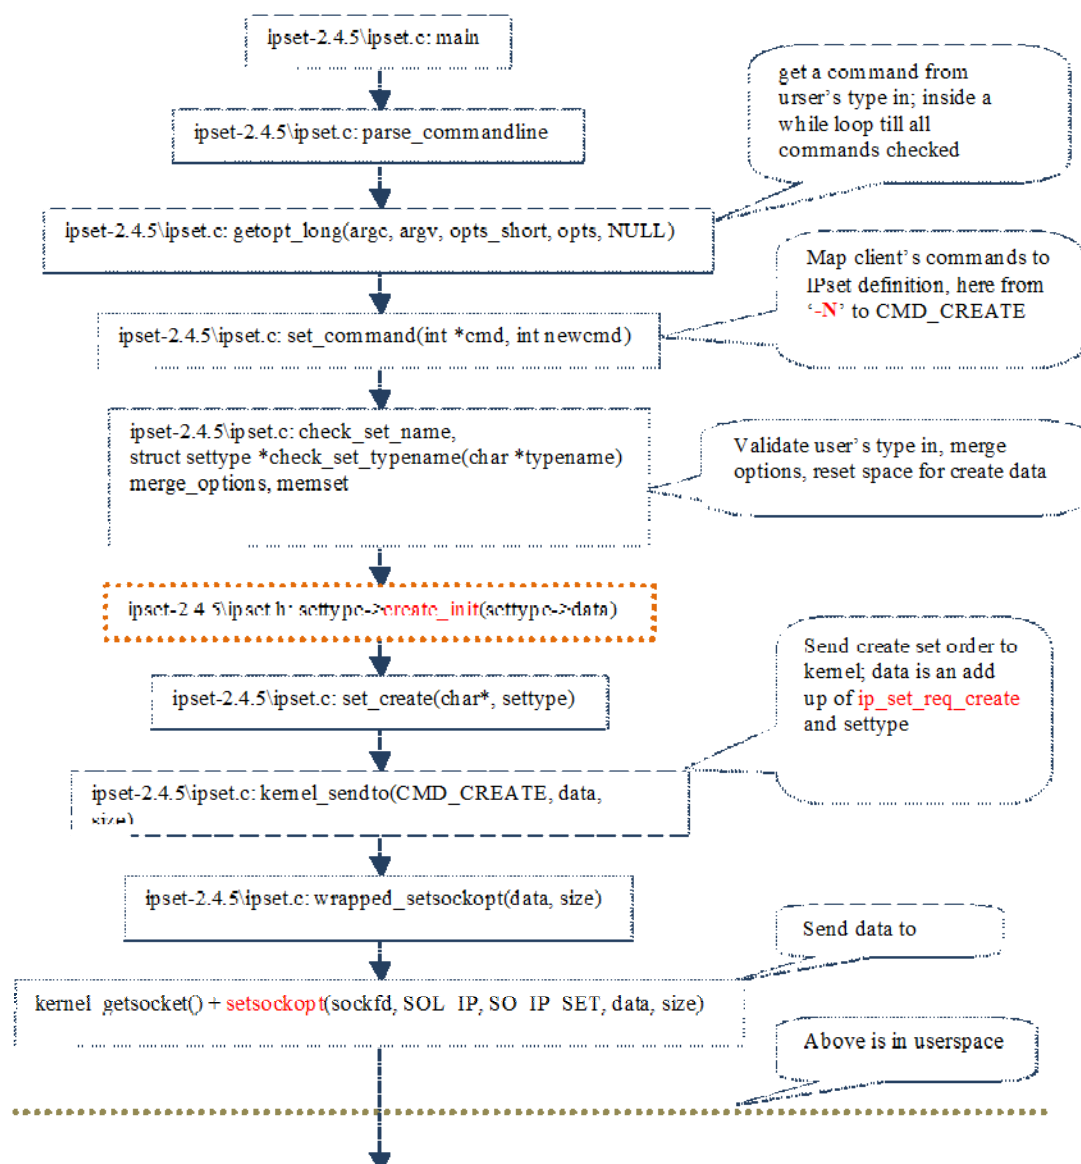 ipset-2.4.5\ipset.c: main
get a command from
urser's type in; inside a
while loop till all
commands checked
ipset-2.4.5\ipset.c: parse_commandline
ipset-2.4.5\ipset.c: getopt_long(argc, argv, opts_short, opts, NULL)
Map client's commands to
IPset definition, here from
‘-N’ to CMD_CREATE
ipset-2.4.5\ipset.c: set_command(int *cmd, int newcmd)
ipset-2.4.5\ipset.c: check_set_name,
struct settype *check_set_typename(char *typename)
merge_options, memset
Validate user's type in, merge
options, reset space for create data
ipset-2.4.5\ipset.h: settype->create_init(settype->data)
Send create set order to
kernel; data is an add
up of ip_set_req_create
and settype
ipset-2.4.5\ipset.c: set_create(char*, settype)
ipset-2.4.5\ipset.c: kernel_sendto(CMD_CREATE, data,
size)
ipset-2.4.5\ipset.c: wrapped_setsockopt(data, size)
Send data to
kernel_getsocket() + setsockopt(sockfd, SOL_IP, SO_IP_SET, data, size)
Above is in userspace